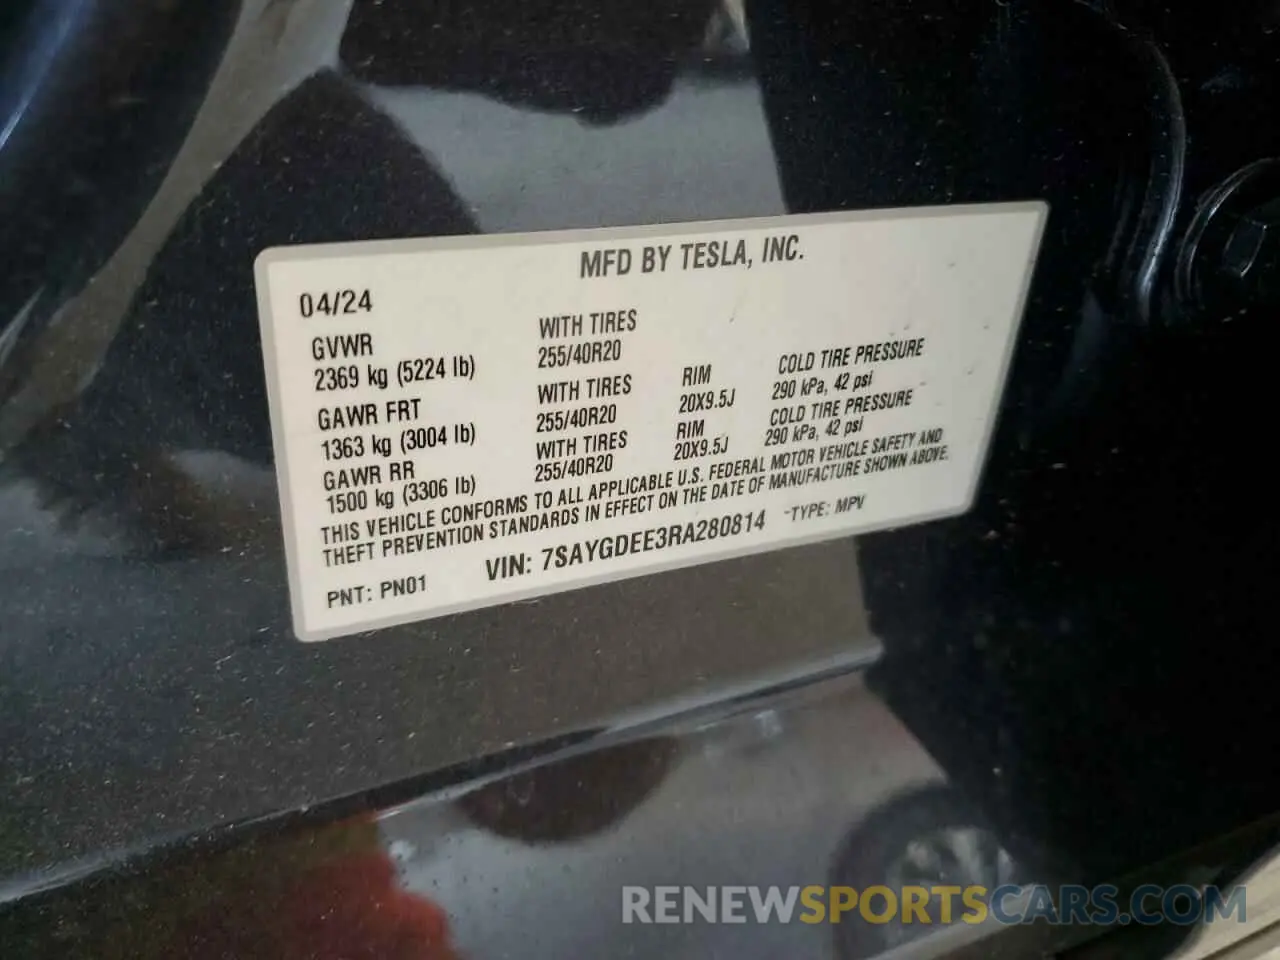 MFD BY TESLA, INC.
04/24
GVWR
2369 kg (5224 lb)
WITH TIRES
255/40R20
GAWR FRT
1363 kg (3004 lb)
WITH TIRES
255/40R20
RIM
20X9.5J
COLD TIRE PRESSURE
290 kPa, 42 psi
GAWR RR
1500 kg (3306 lb)
WITH TIRES
255/40R20
RIM
20X9.5J
COLD TIRE PRESSURE
290 kPa, 42 psi
THIS VEHICLE CONFORMS TO ALL APPLICABLE U.S. FEDERAL MOTOR VEHICLE SAFETY AND
THEFT PREVENTION STANDARDS IN EFFECT ON THE DATE OF MANUFACTURE SHOWN ABOVE.
PNT: PN01
VIN: 7SAYGDEE3RA280814
TYPE: MPV
RENEWSPORTSCARS.COM